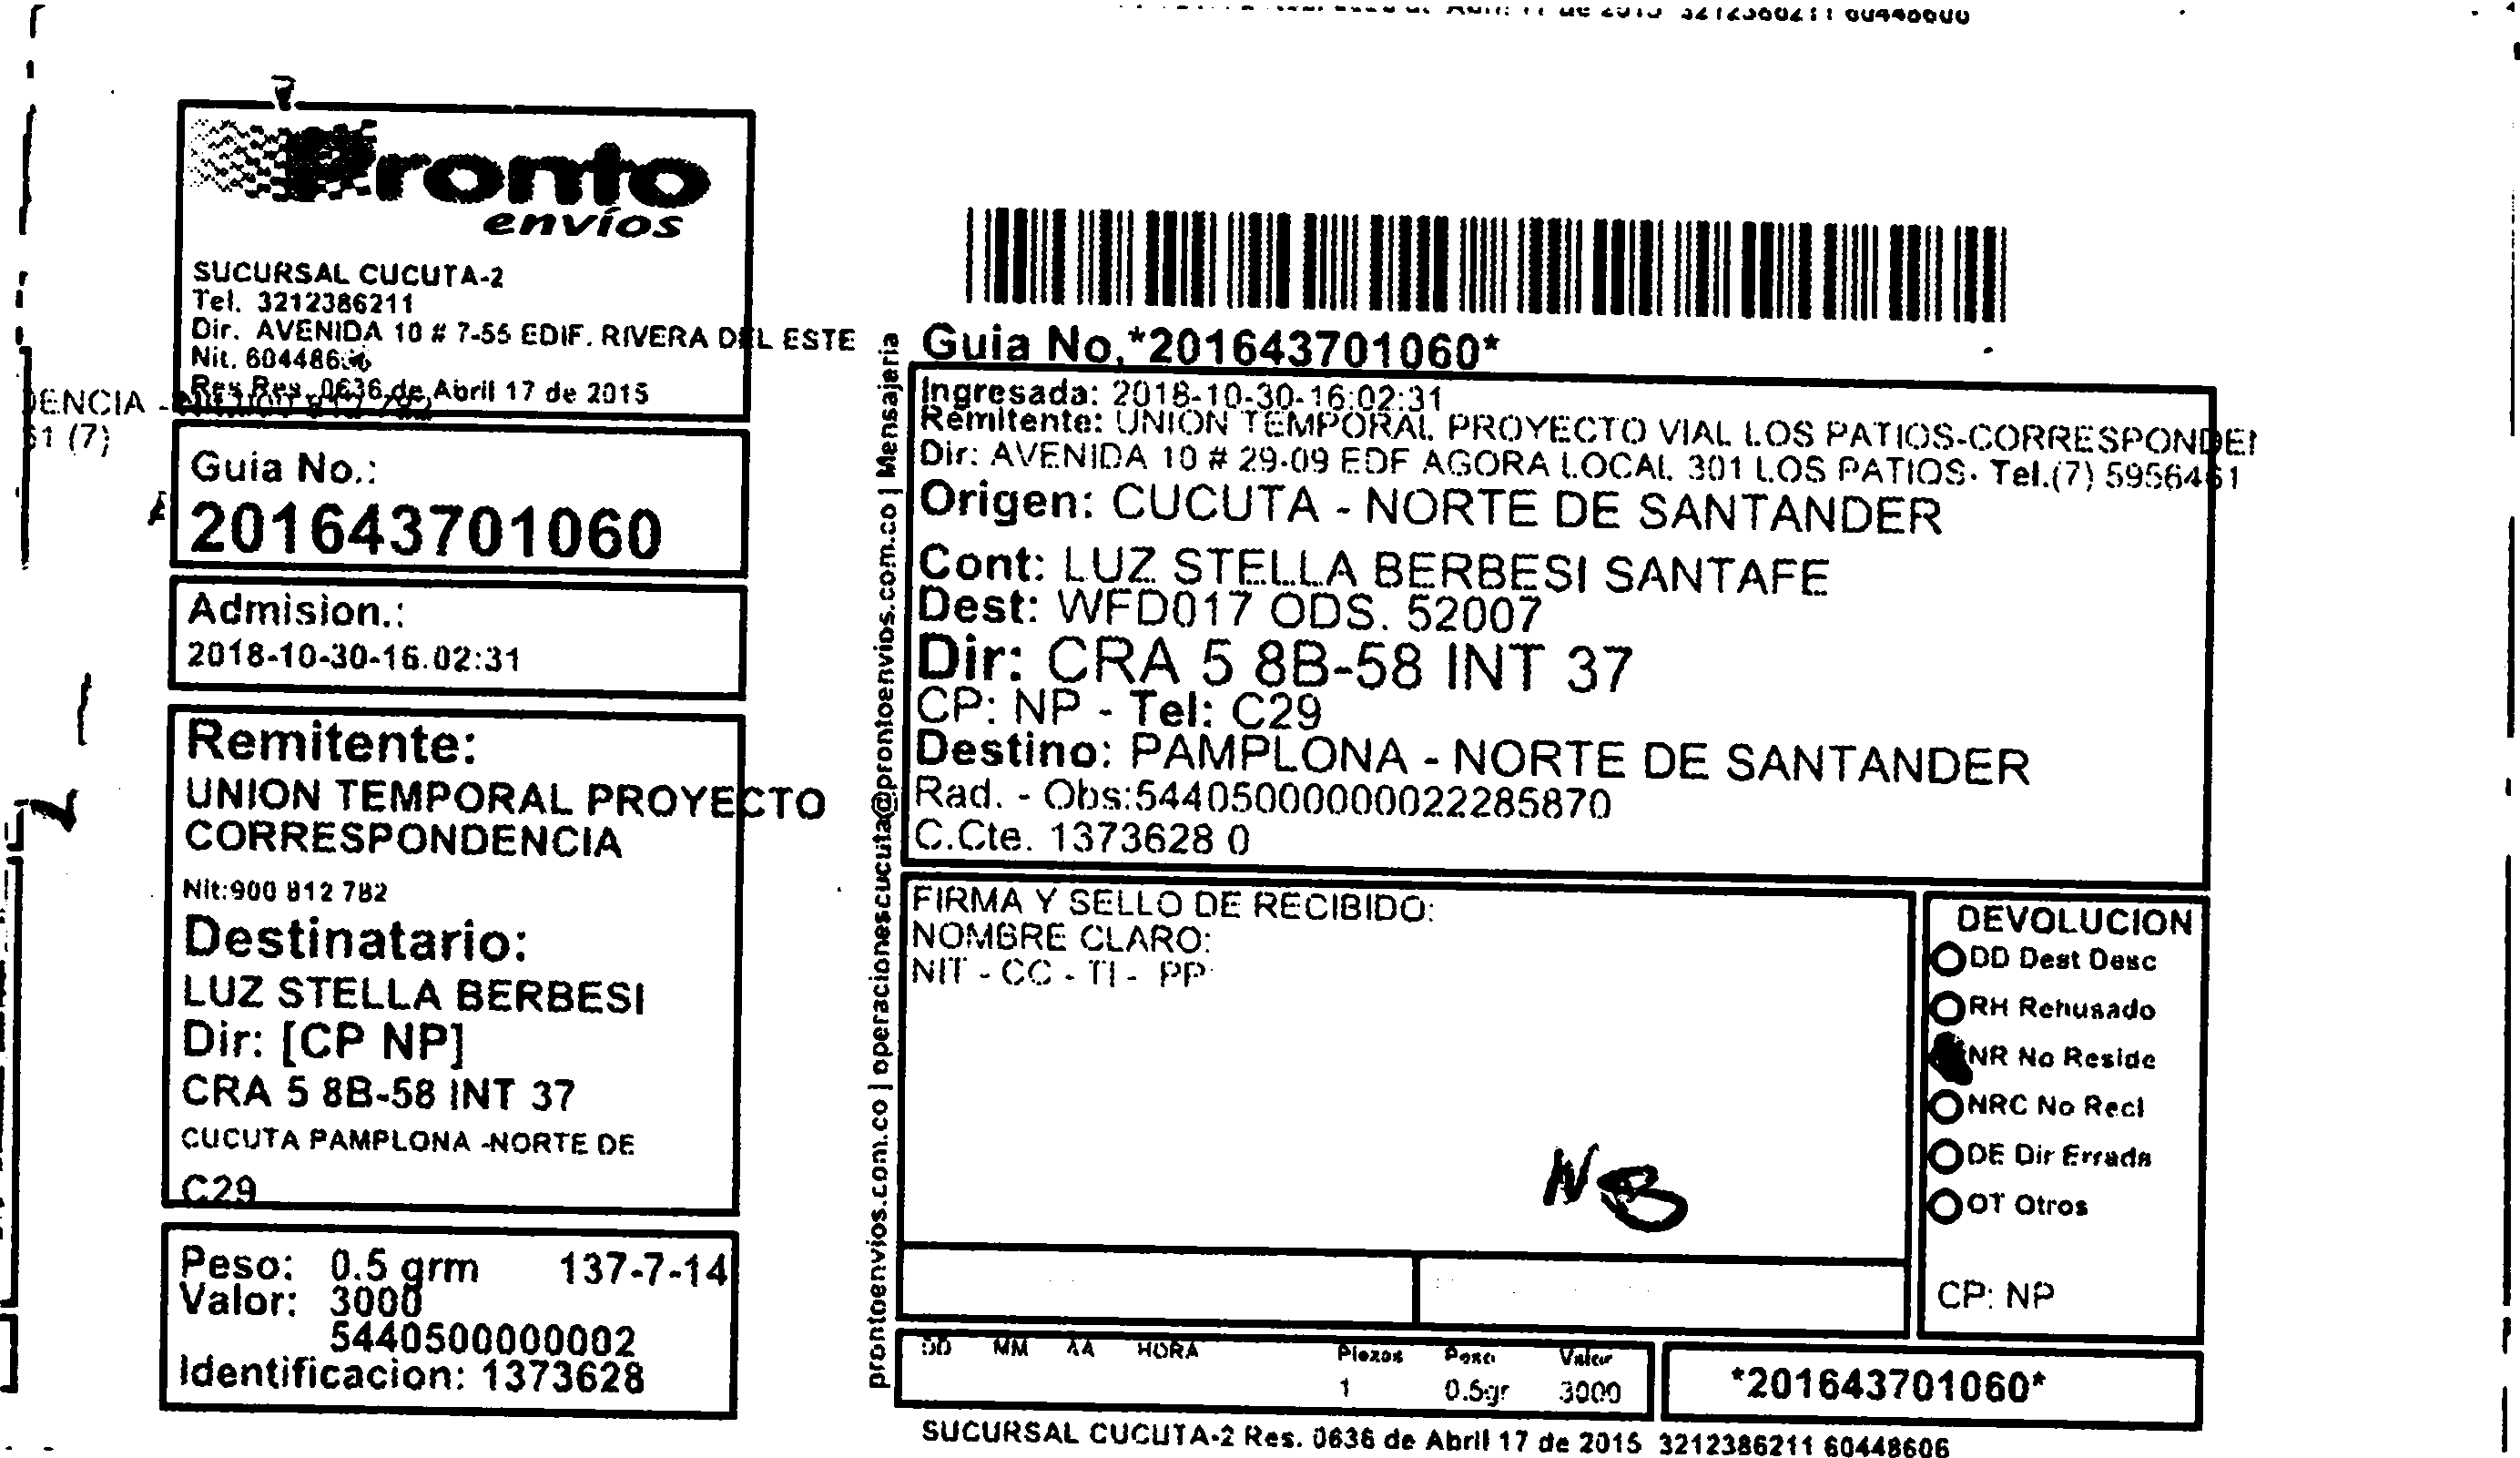 Pronto
envíos
SUCURSAL CUCUTA-2
Tel. 3212386211
Dir. AVENIDA 10 # 7-55 EDIF. RIVERA DEL ESTE
Nit.
Res Res. 0636 de Abril 17 de 2015
Guia No.:
201643701060
Admision.:
2018-10-30-16:02:31
Remitente:
UNION TEMPORAL PROYECTO
CORRESPONDENCIA
Nit:900 812 782
Destinatario:
LUZ STELLA BERBESI
Dir: [CP NP]
CRA 5 8B-58 INT 37
CUCUTA PAMPLONA -NORTE DE
C29
Peso: 0.5 grm 137-7-14
Valor: 3000
5440500000002
Identificacion: 1373628
prontoenvios.com.co | operacionescucuta@prontoenvios.com.co | Mensajeria
Guia No.*201643701060*
Ingresada: 2018-10-30-16:02:31
Remitente: UNION TEMPORAL PROYECTO VIAL LOS PATIOS-CORRESPONDEN
Dir: AVENIDA 10 # 29-09 EDF AGORA LOCAL 301 LOS PATIOS- Tel.(7) 5956461
Origen: CUCUTA - NORTE DE SANTANDER
Cont: LUZ STELLA BERBESI SANTAFE
Dest: WFD017 ODS. 52007
Dir: CRA 5 8B-58 INT 37
CP: NP - Tel: C29
Destino: PAMPLONA - NORTE DE SANTANDER
Rad. - Obs:544050000000022285870
C.Cte. 1373628 0
FIRMA Y SELLO DE RECIBIDO:
NOMBRE CLARO:
NIT - CC - TI - PP
DEVOLUCION
DD Dest Desc
RH Rehusado
NR No Reside
NRC No Recl
DE Dir Errada
OT Otros
CP: NP
DD MM AA HORA Piezas Peso Valor
1 0.5gr 3000
*201643701060*
SUCURSAL CUCUTA-2 Res. 0636 de Abril 17 de 2015 3212386211 60448606